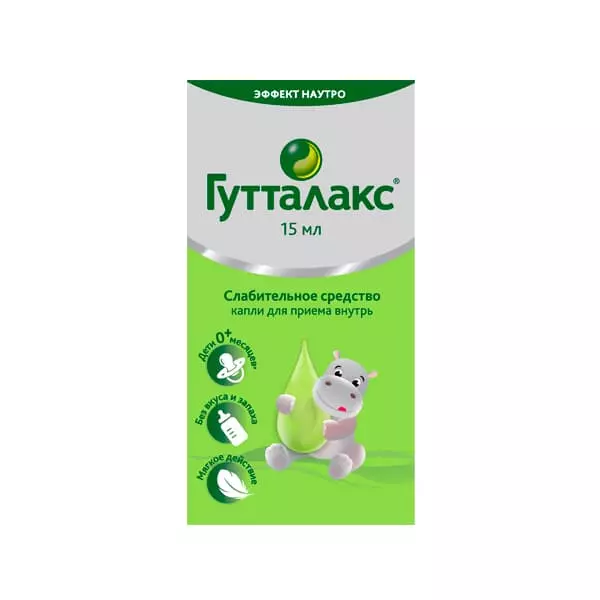 ЭФФЕКТ НАУТРО
Гутталакс®
15 мл
Слабительное средство
капли для приема внутрь
Дети 0+ месяцев*
Без вкуса и запаха
Мягкое действие